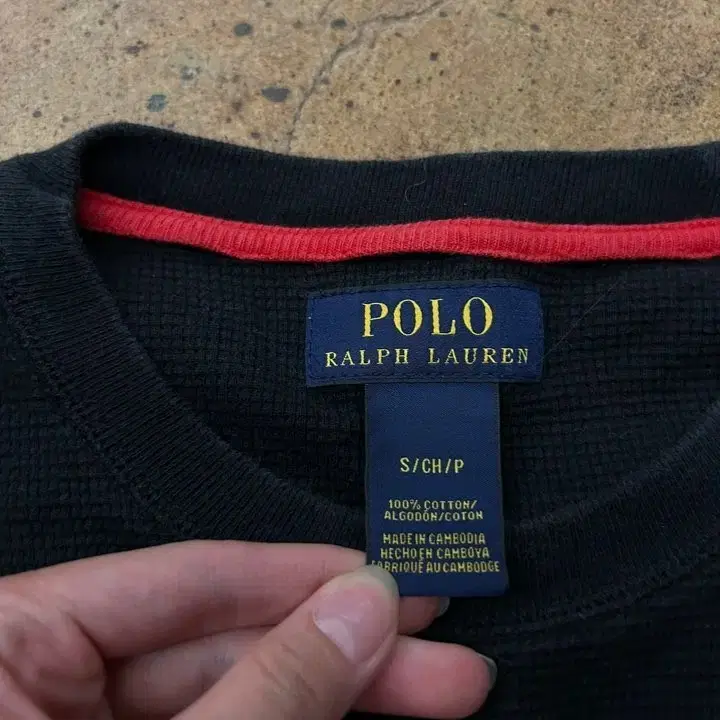 POLO
RALPH LAUREN
S/CH/P
100% COTTON/
ALGODÓN/COTON
MADE IN CAMBODIA
HECHO EN CAMBOYA
FABRIQUÉ AU CAMBODGE